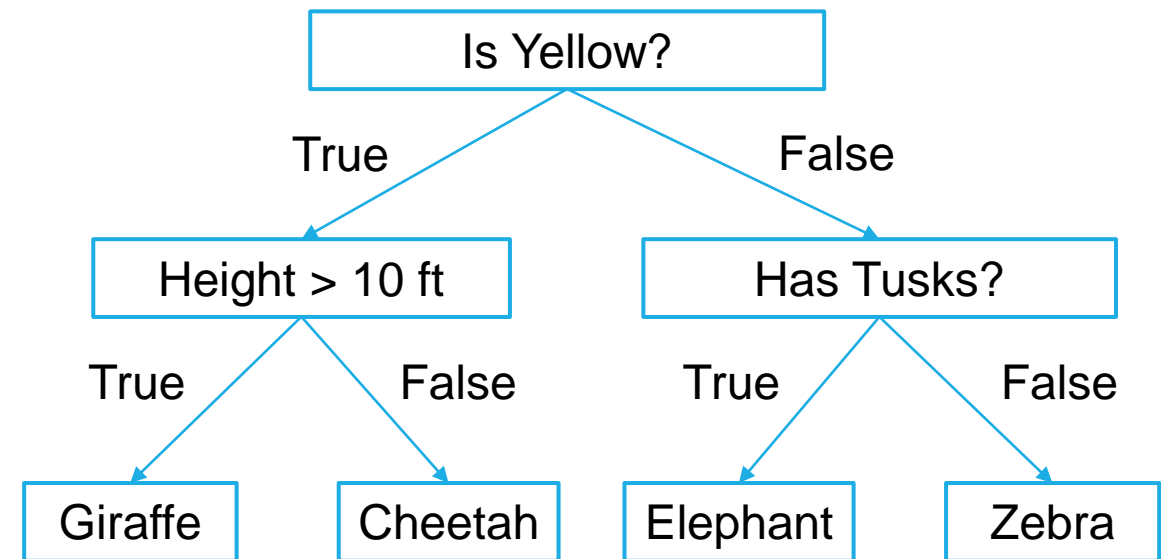 Is Yellow?
True
False
Height > 10 ft
Has Tusks?
True
False
True
False
Giraffe
Cheetah
Elephant
Zebra